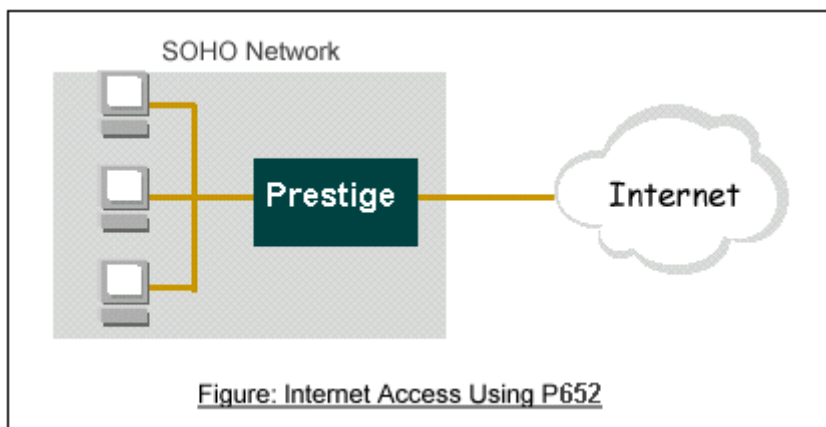 SOHO Network
Prestige
Internet
Figure: Internet Access Using P652